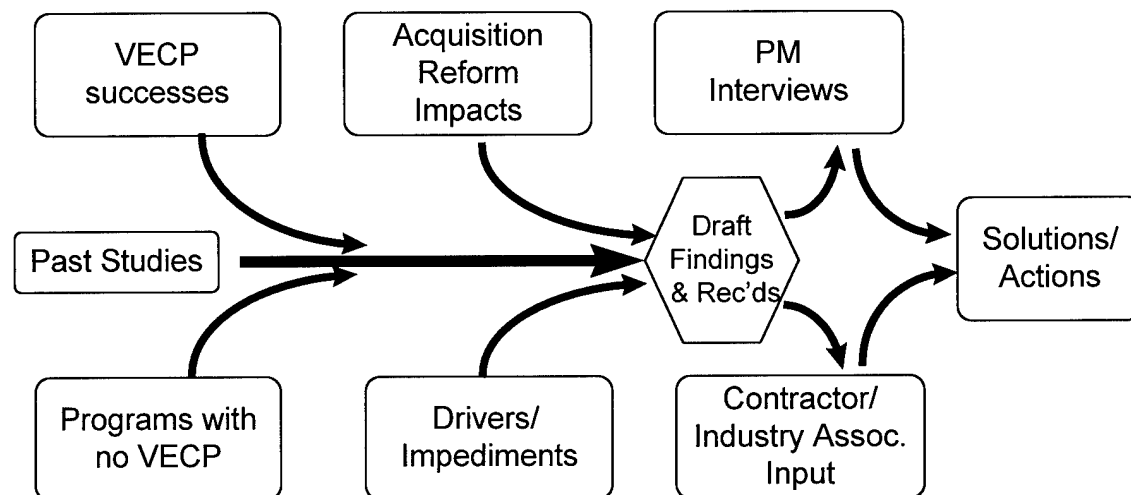 VECP
successes
Acquisition
Reform
Impacts
PM
Interviews
Past Studies
Draft
Findings
& Rec'ds
Solutions/
Actions
Programs with
no VECP
Drivers/
Impediments
Contractor/
Industry Assoc.
Input